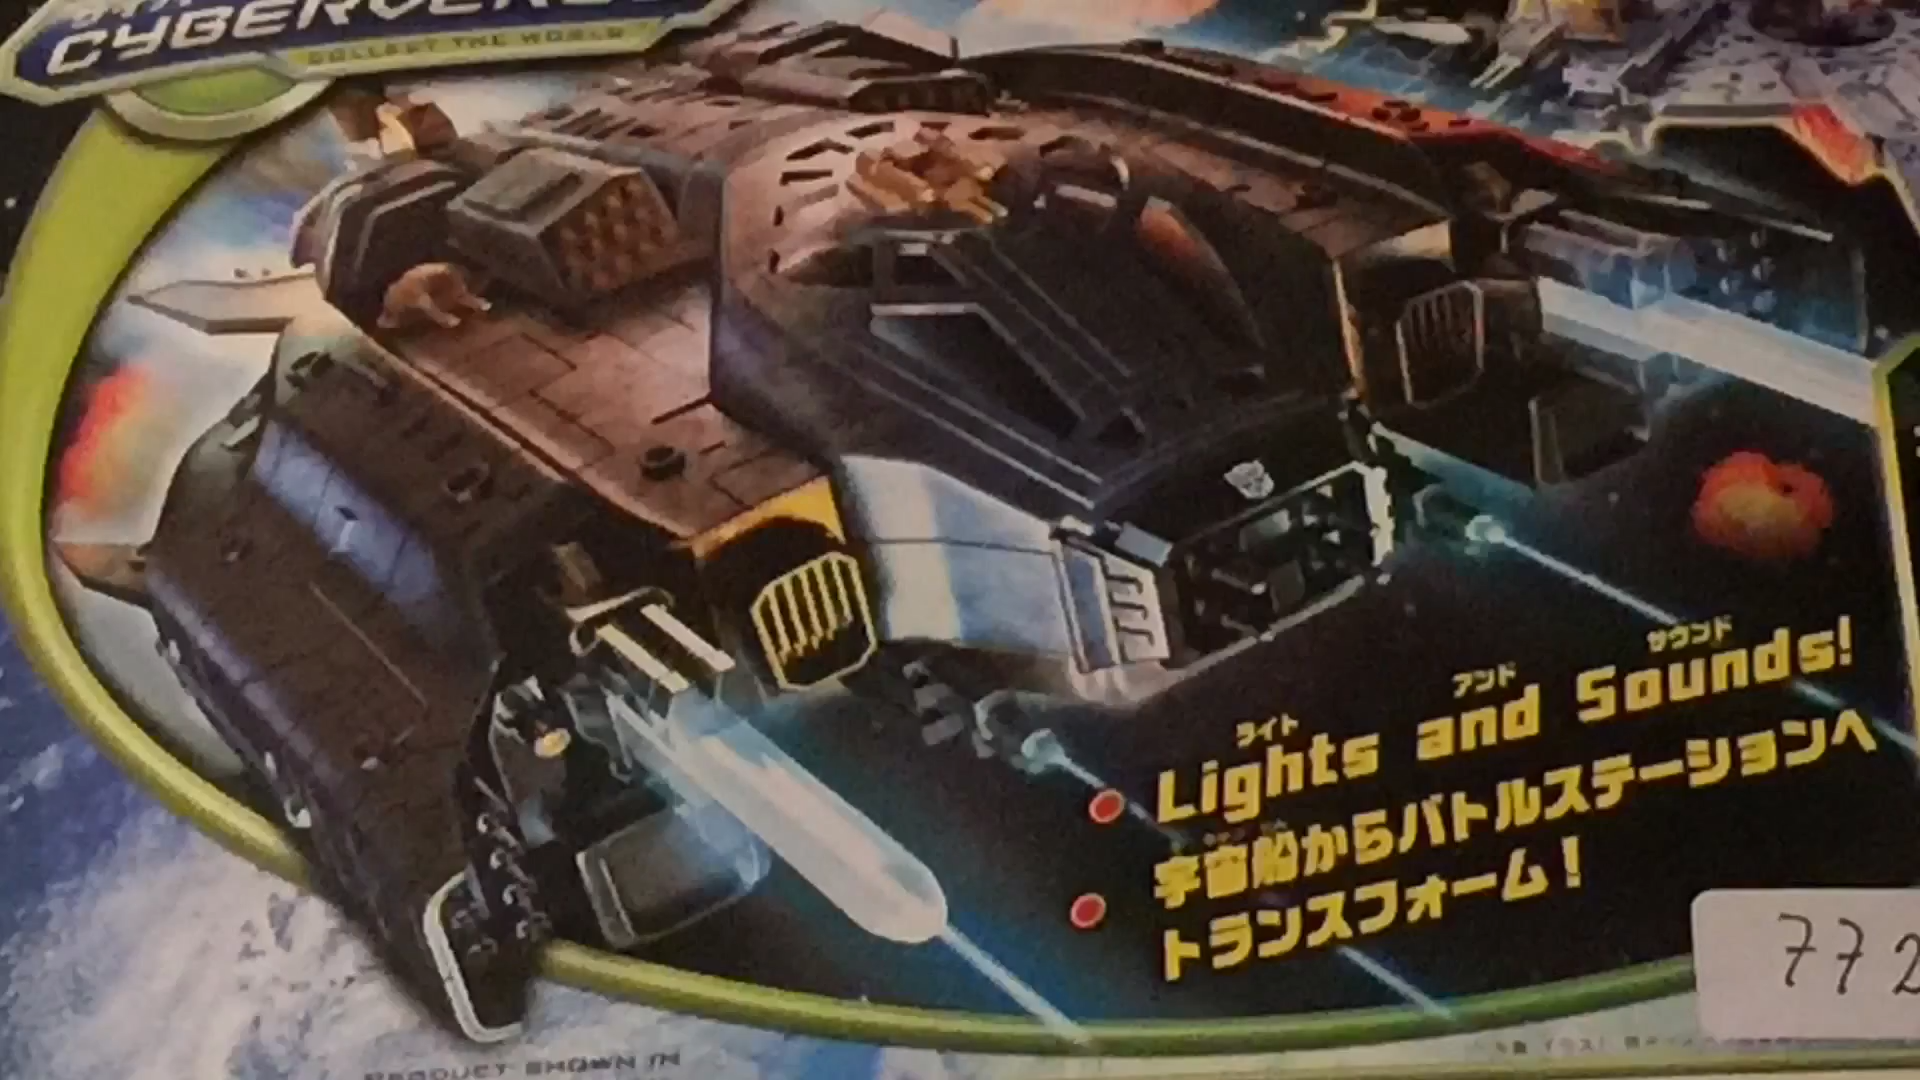 CYBERVERSE
COLLECT THE WORLD
ライト アンド サウンド
Lights and Sounds!
宇宙船からバトルステーションへ
トランスフォーム!
772
PRODUCT SHOWN IN